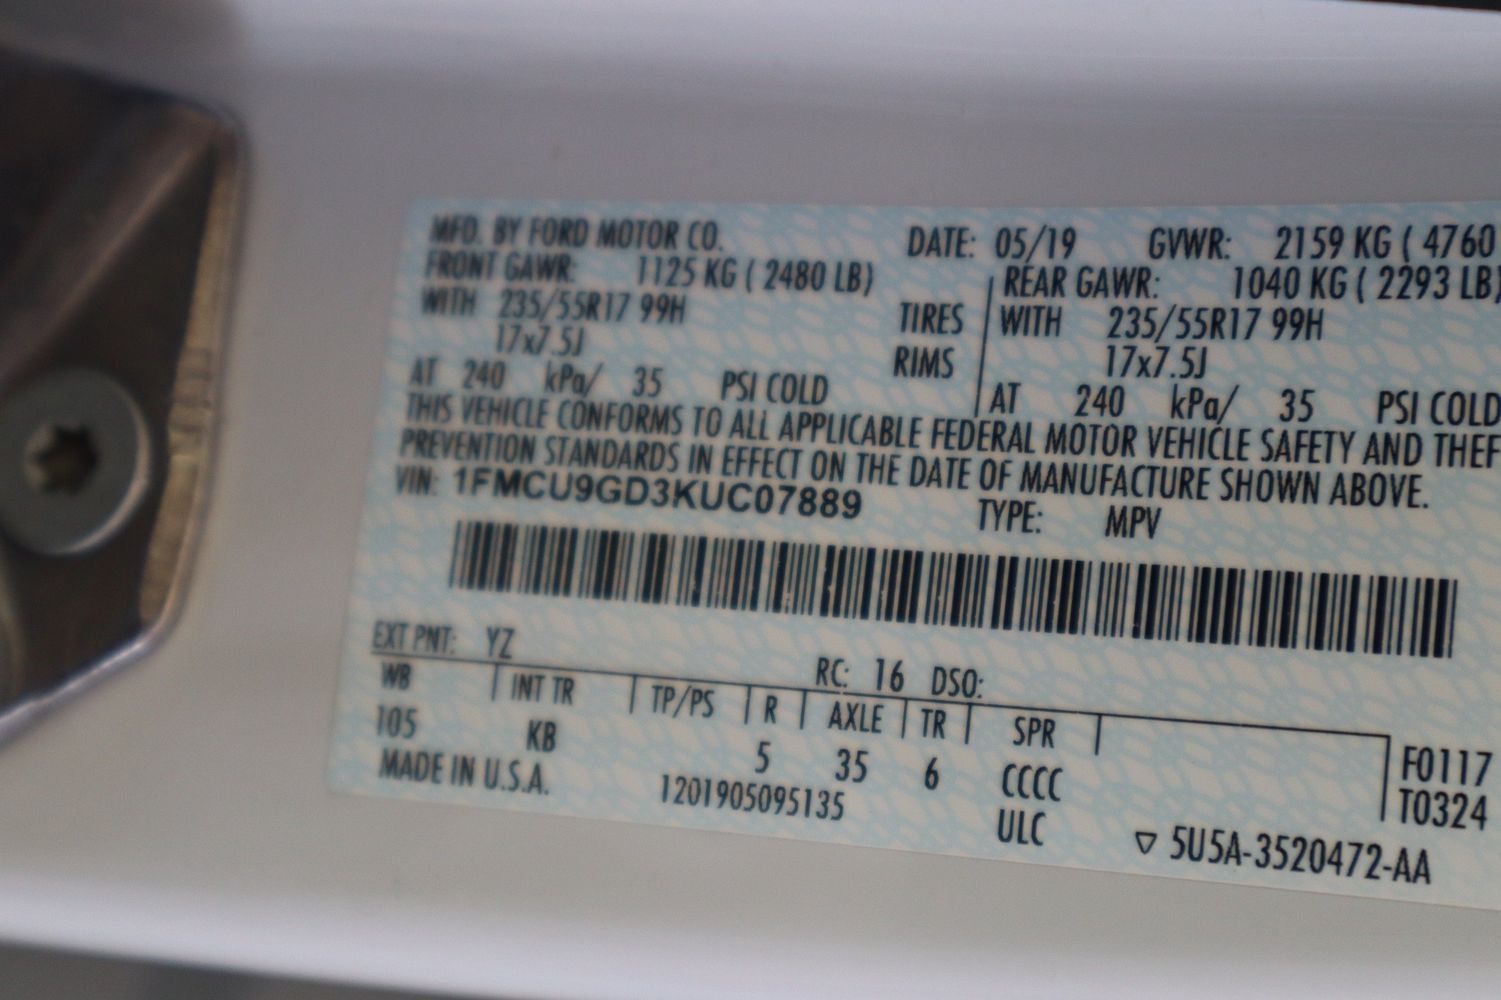 MFD. BY FORD MOTOR CO. DATE: 05/19 GVWR: 2159 KG ( 4760
FRONT GAWR: 1125 KG ( 2480 LB) REAR GAWR: 1040 KG ( 2293 LB)
WITH 235/55R17 99H TIRES WITH 235/55R17 99H
17x7.5J RIMS 17x7.5J
AT 240 kPa/ 35 PSI COLD AT 240 kPa/ 35 PSI COLD
THIS VEHICLE CONFORMS TO ALL APPLICABLE FEDERAL MOTOR VEHICLE SAFETY AND THEF
PREVENTION STANDARDS IN EFFECT ON THE DATE OF MANUFACTURE SHOWN ABOVE.
VIN: 1FMCU9GD3KUC07889 TYPE: MPV
EXT PNT: YZ RC: 16 DSO:
WB INT TR TP/PS R AXLE TR SPR
105 KB 5 35 6 CCCC F0117
MADE IN U.S.A. 1201905095135 ULC T0324
▽ 5U5A-3520472-AA